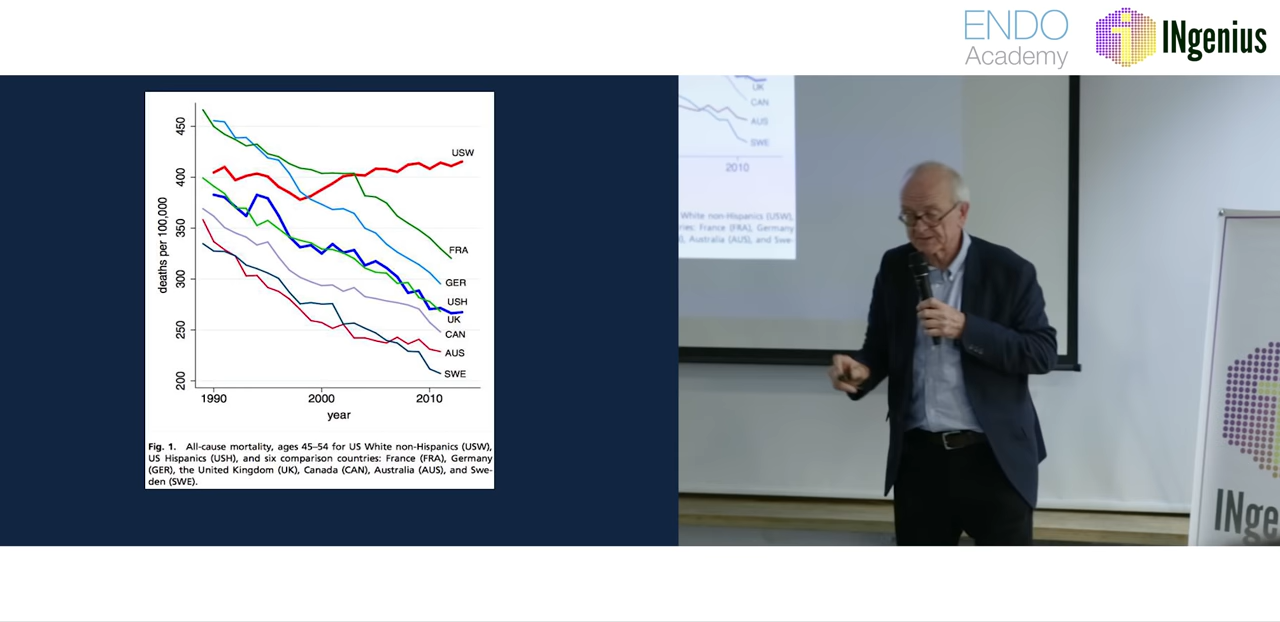 ENDO
Academy
INgenius
450
400
350
300
250
200
deaths per 100,000
USW
FRA
GER
USH
UK
CAN
AUS
SWE
1990 2000 2010
year
Fig. 1. All-cause mortality, ages 45–54 for US White non-Hispanics (USW),
US Hispanics (USH), and six comparison countries: France (FRA), Germany
(GER), the United Kingdom (UK), Canada (CAN), Australia (AUS), and Swe-
den (SWE).
UK
CAN
AUS
SWE
2010
White non-Hispanics (USW),
ries: France (FRA), Germany
), Australia (AUS), and Swe-
INge